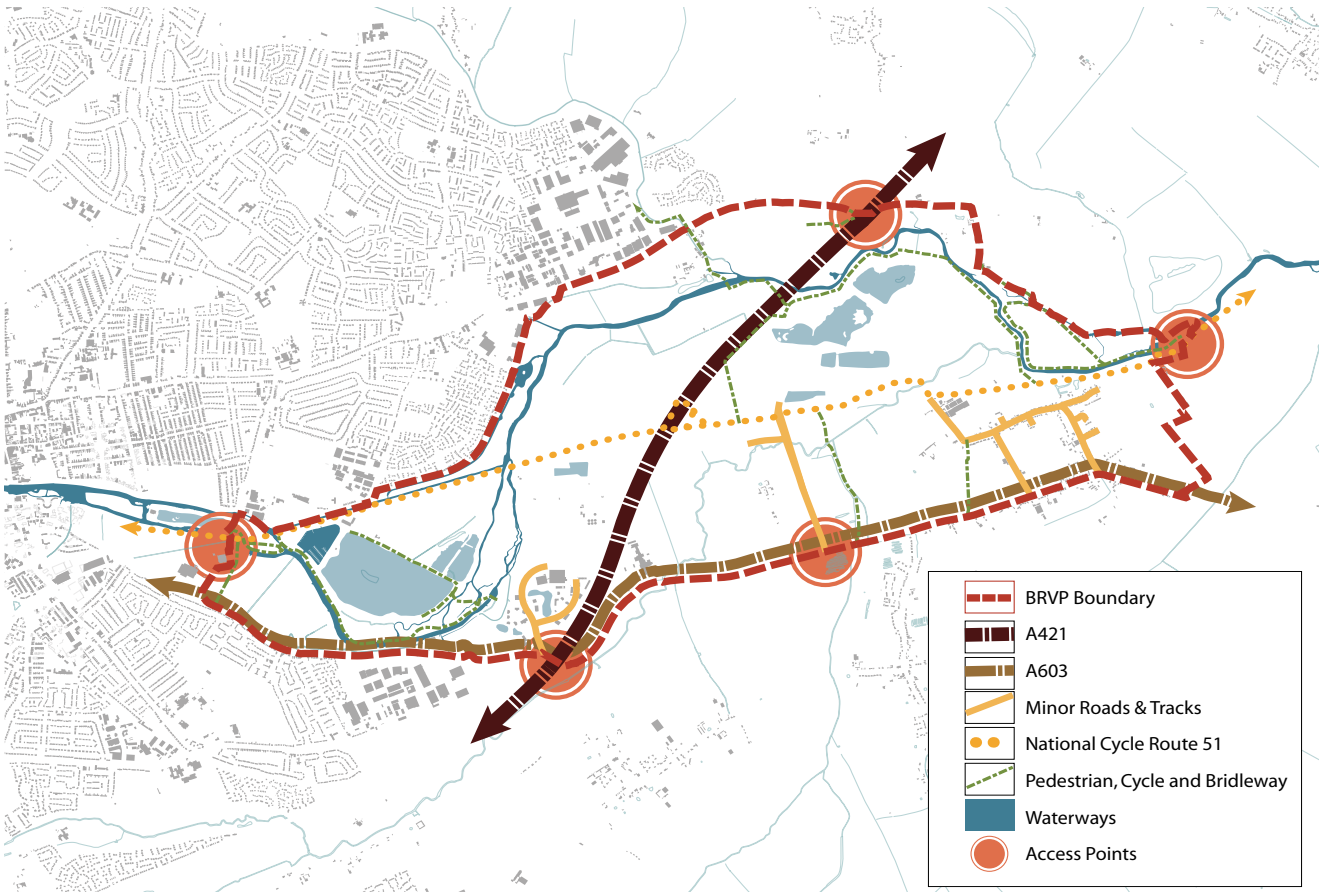 BRVP Boundary
A421
A603
Minor Roads & Tracks
National Cycle Route 51
Pedestrian, Cycle and Bridleway
Waterways
Access Points